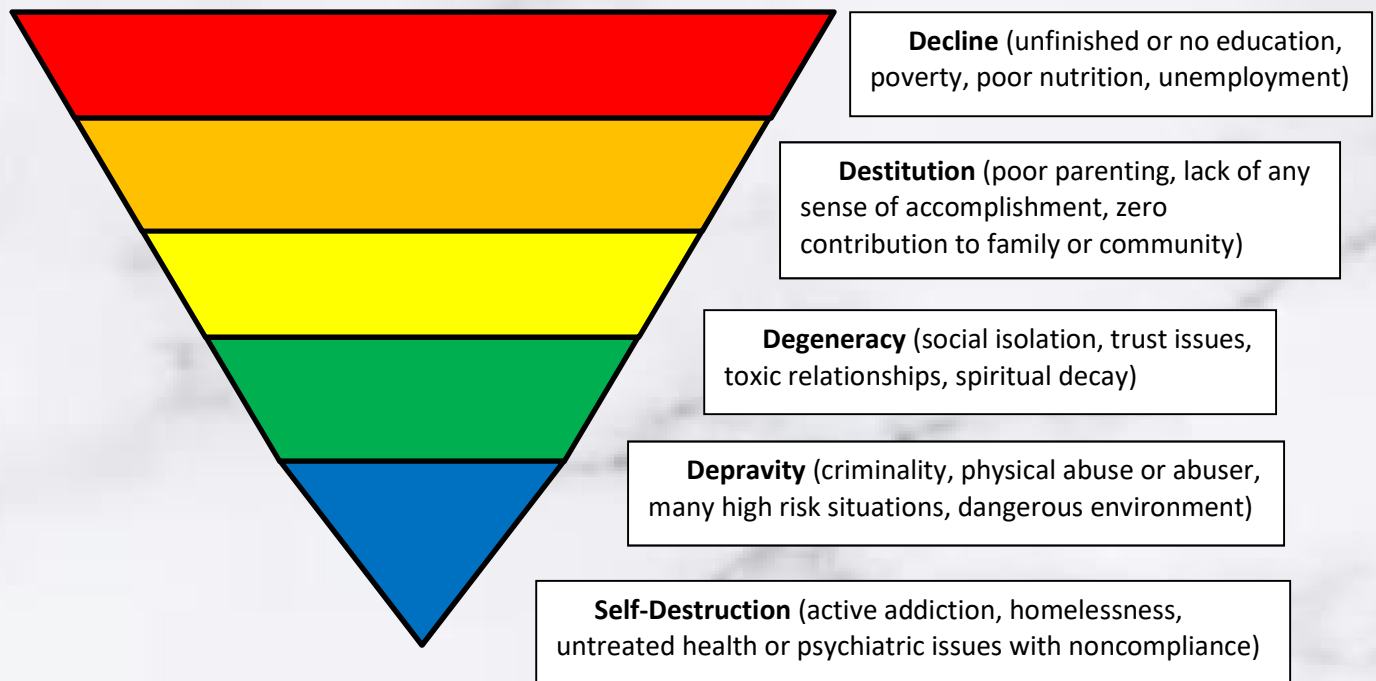 Decline (unfinished or no education,
poverty, poor nutrition, unemployment)
Destitution (poor parenting, lack of any
sense of accomplishment, zero
contribution to family or community)
Degeneracy (social isolation, trust issues,
toxic relationships, spiritual decay)
Depravity (criminality, physical abuse or abuser,
many high risk situations, dangerous environment)
Self-Destruction (active addiction, homelessness,
untreated health or psychiatric issues with noncompliance)